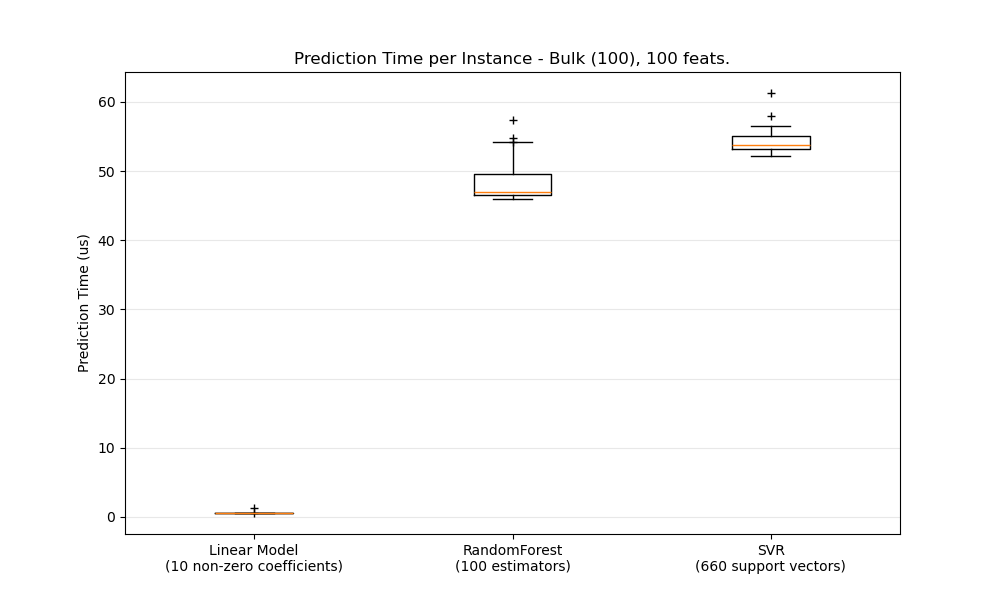 Prediction Time per Instance - Bulk (100), 100 feats.
Prediction Time (us)
60
50
40
30
20
10
0
Linear Model
(10 non-zero coefficients)
RandomForest
(100 estimators)
SVR
(660 support vectors)